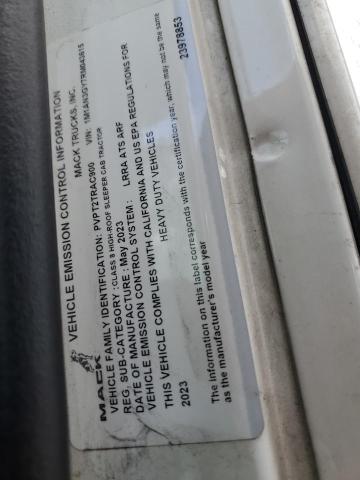 MACK
VEHICLE EMISSION CONTROL INFORMATION
MACK TRUCKS, INC.
VEHICLE FAMILY IDENTIFICATION: PVPT2TRAC900 VIN:
REG. SUB-CATEGORY : CLASS 8 HIGH-ROOF SLEEPER CAB TRACTOR
DATE OF MANUFACTURE : May 2023
VEHICLE EMISSION CONTROL SYSTEM : LRRA ATS ARF
THIS VEHICLE COMPLIES WITH CALIFORNIA AND US EPA REGULATIONS FOR
2023 HEAVY DUTY VEHICLES
The information on this label corresponds with the certification year, which may not be the same
as the manufacturer's model year
23978853